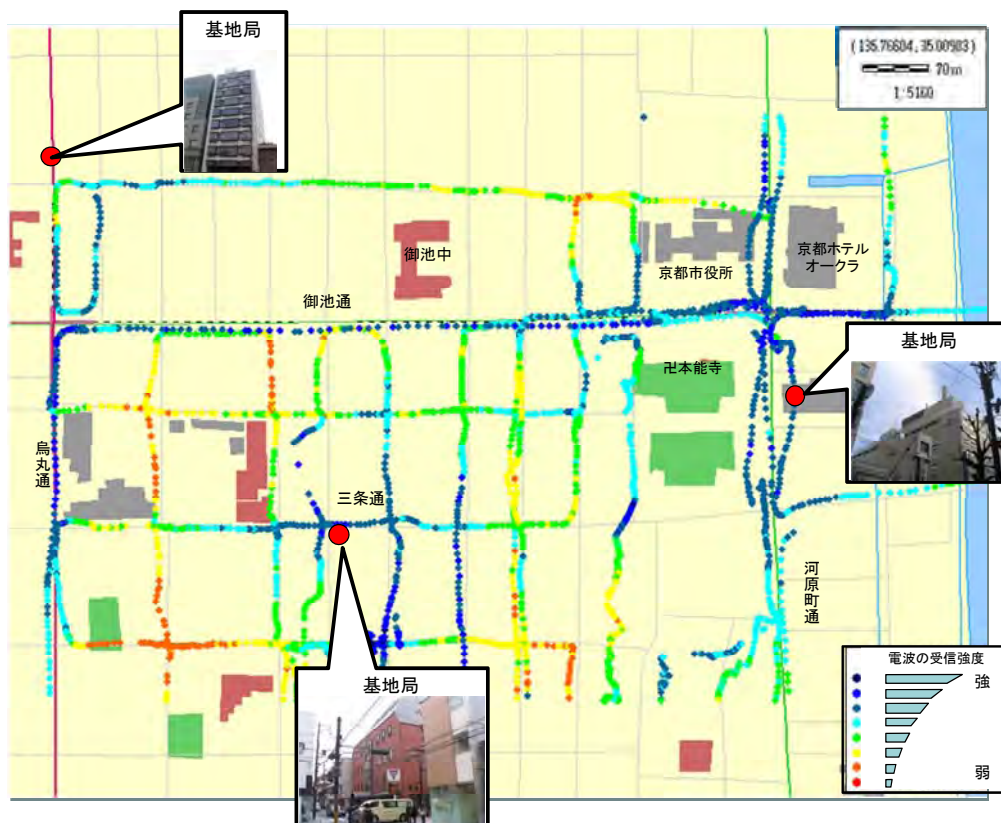 基地局
(135.76604,35.00903)
70m
1:5160
御池中
京都市役所
京都ホテル
オークラ
御池通
基地局
卍本能寺
烏丸通
三条通
河原町通
基地局
電波の受信強度
強
弱